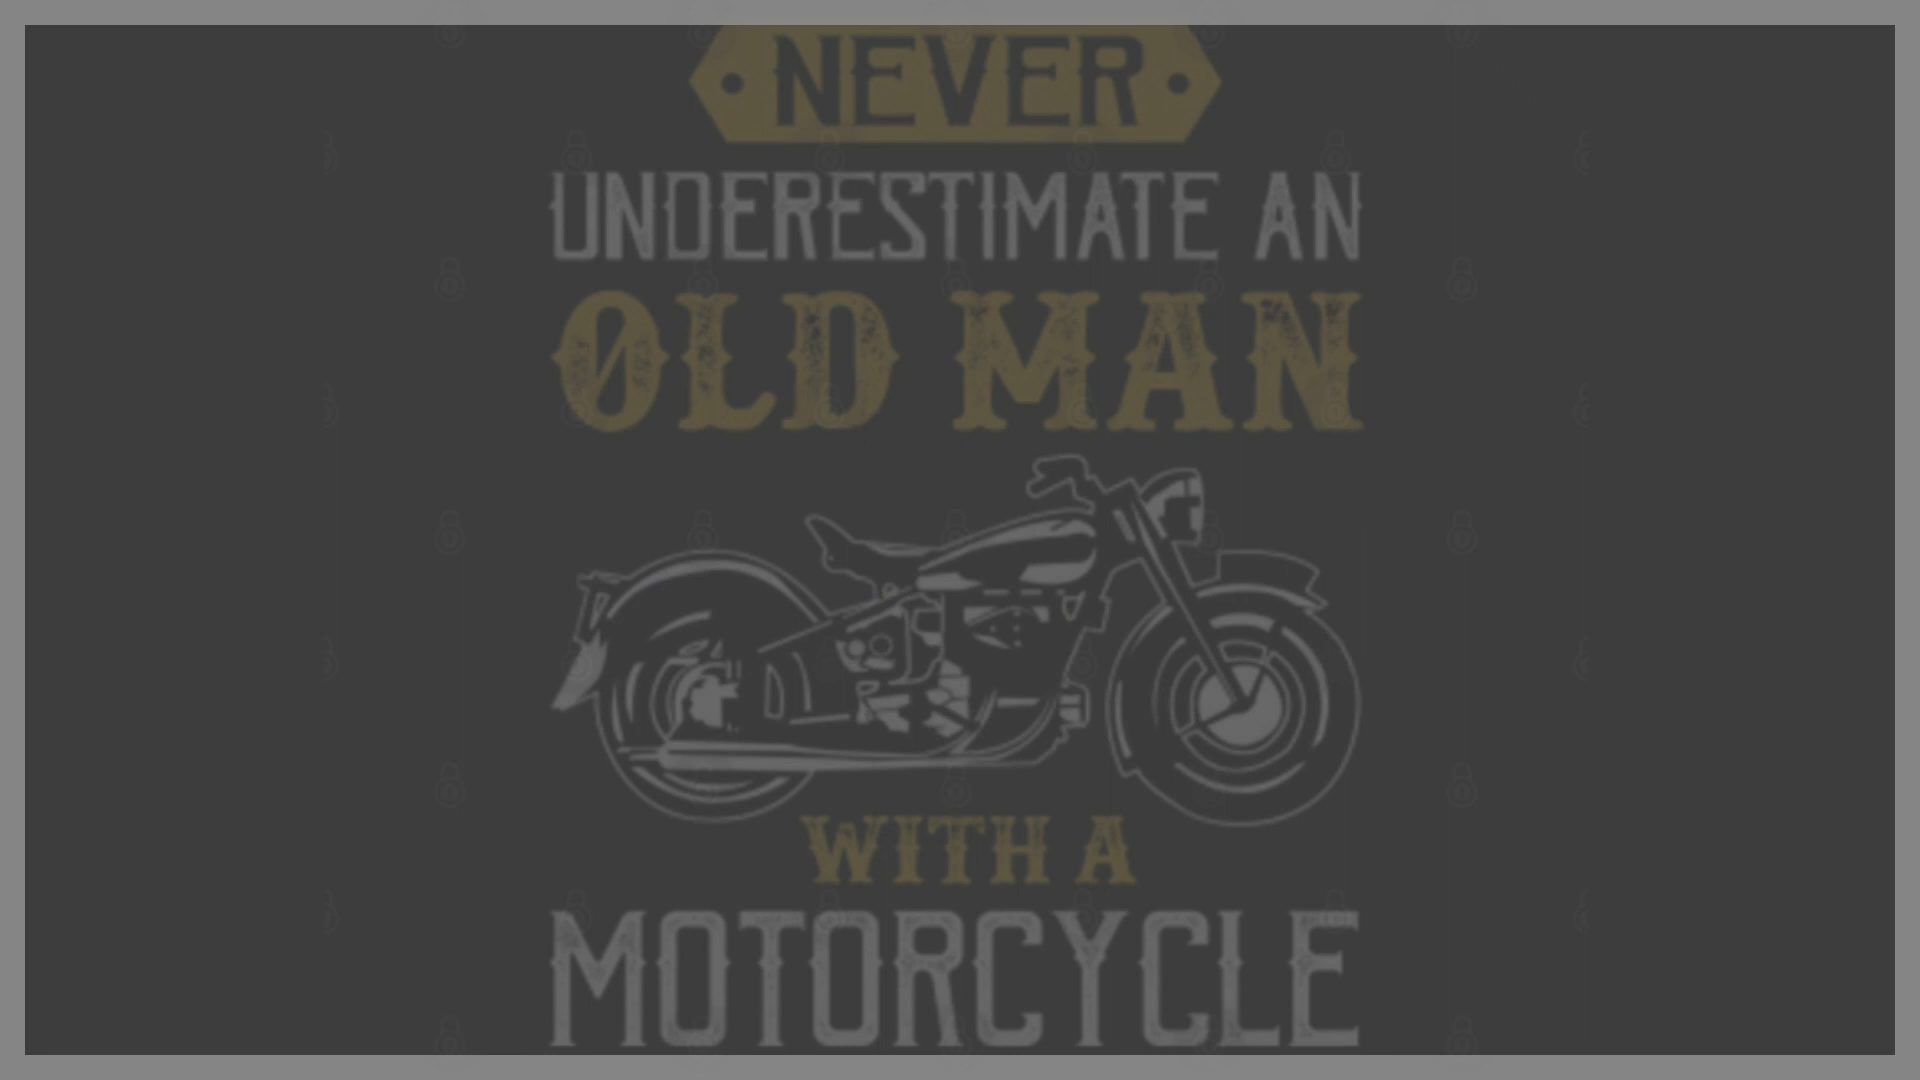 NEVER
UNDERESTIMATE AN
OLD MAN
WITH A
MOTORCYCLE